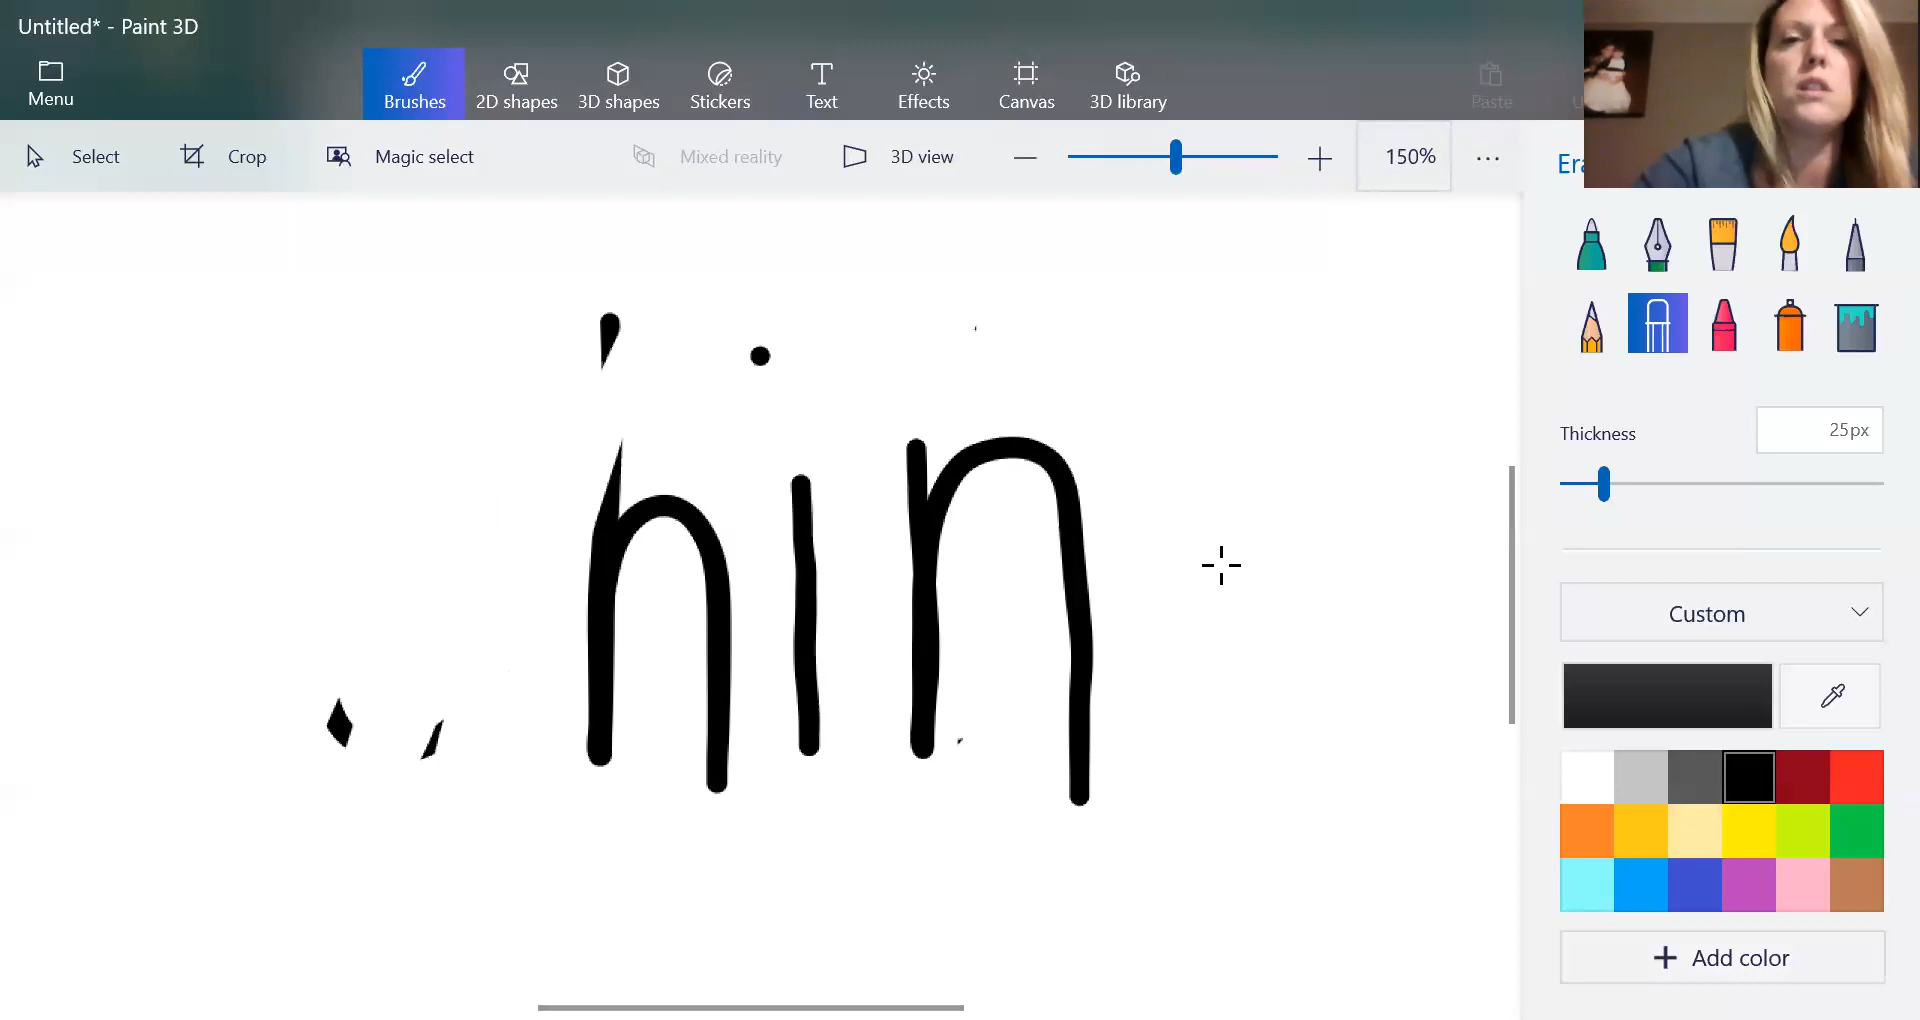 Untitled* - Paint 3D
Menu
Brushes
2D shapes
3D shapes
Stickers
Text
Effects
Canvas
3D library
Paste
Select
Crop
Magic select
Mixed reality
3D view
150%
Thickness
25px
hin
Custom
Add color